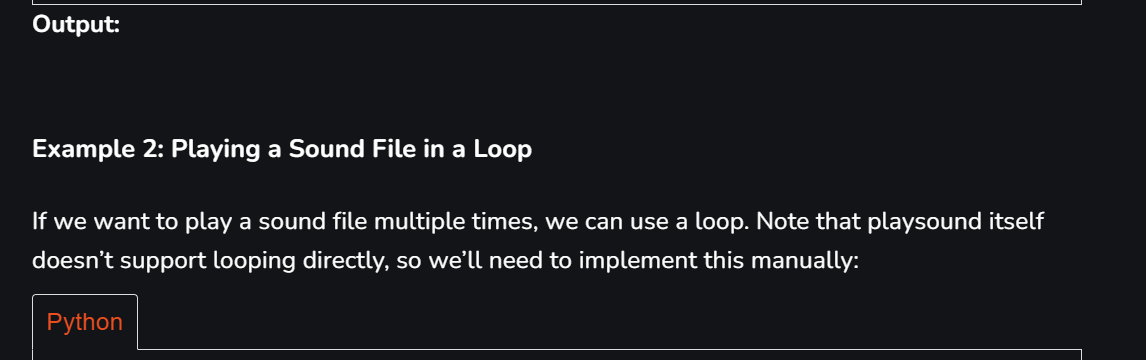 Output:
Example 2: Playing a Sound File in a Loop
If we want to play a sound file multiple times, we can use a loop. Note that playsound itself
doesn’t support looping directly, so we’ll need to implement this manually:
Python